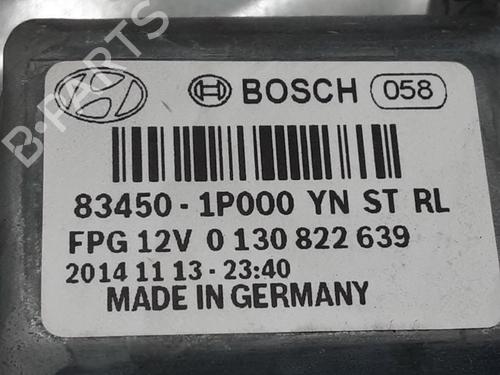 B-PARTS
BOSCH 058
83450 - 1P000 YN ST RL
FPG 12V 0 130 822 639
2014 11 13 - 23:40
MADE IN GERMANY